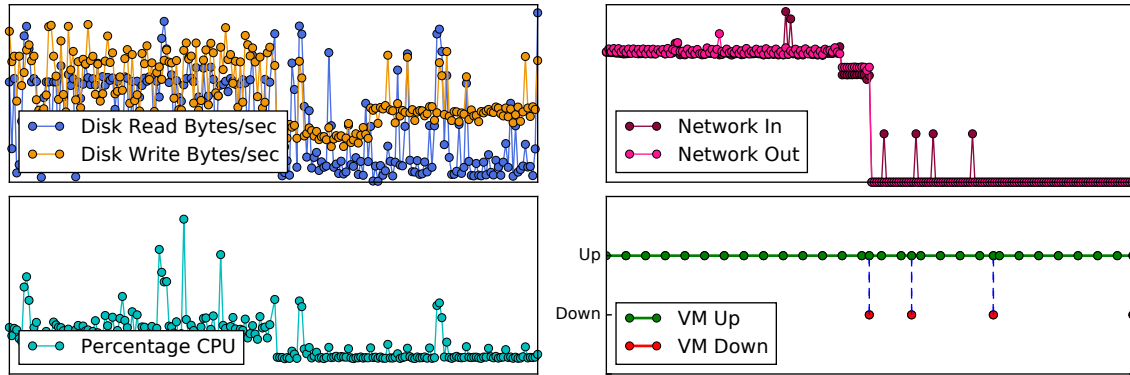 Disk Read Bytes/sec
Disk Write Bytes/sec
Network In
Network Out
Percentage CPU
Up
Down
VM Up
VM Down